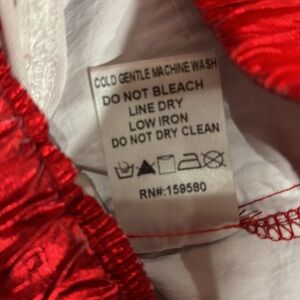 COLD GENTLE MACHINE WASH
DO NOT BLEACH
LINE DRY
LOW IRON
DO NOT DRY CLEAN
RN#:159580